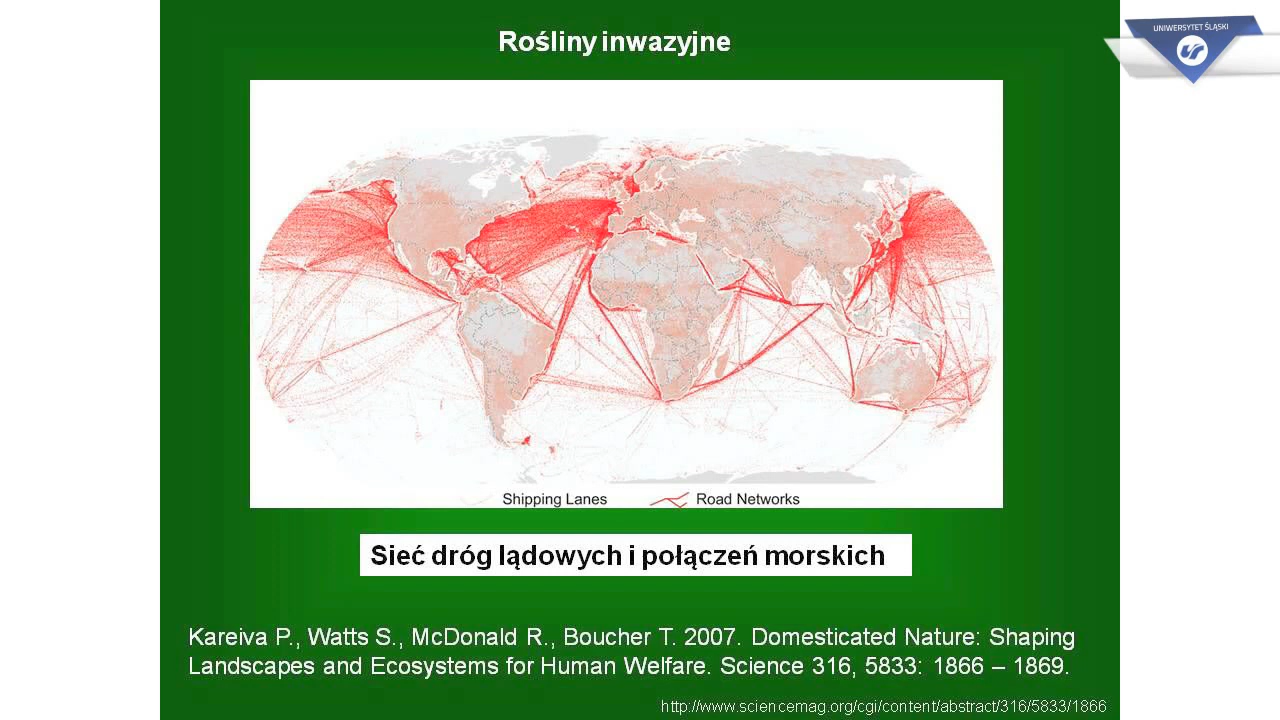 Rośliny inwazyjne
UNIWERSYTET ŚLĄSKI
Shipping Lanes
Road Networks
Sieć dróg lądowych i połączeń morskich
Kareiva P., Watts S., McDonald R., Boucher T. 2007. Domesticated Nature: Shaping
Landscapes and Ecosystems for Human Welfare. Science 316, 5833: 1866 – 1869.
http://www.sciencemag.org/cgi/content/abstract/316/5833/1866